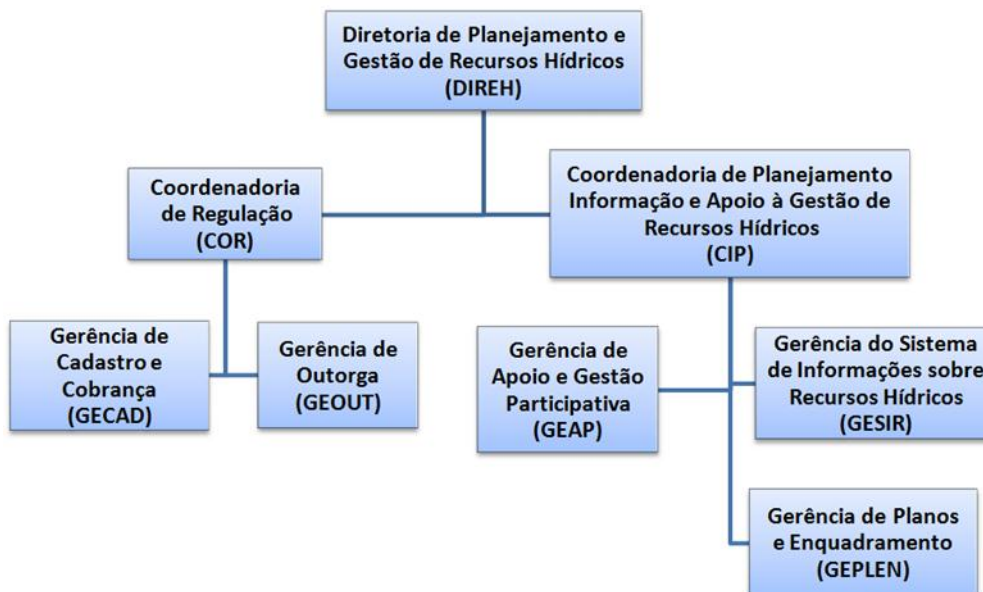 Diretoria de Planejamento e
Gestão de Recursos Hídricos
(DIREH)
Coordenadoria
de Regulação
(COR)
Coordenadoria de Planejamento
Informação e Apoio à Gestão de
Recursos Hídricos
(CIP)
Gerência de
Cadastro e
Cobrança
(GECAD)
Gerência de
Outorga
(GEOUT)
Gerência de
Apoio e Gestão
Participativa
(GEAP)
Gerência do Sistema
de Informações sobre
Recursos Hídricos
(GESIR)
Gerência de Planos
e Enquadramento
(GEPLEN)